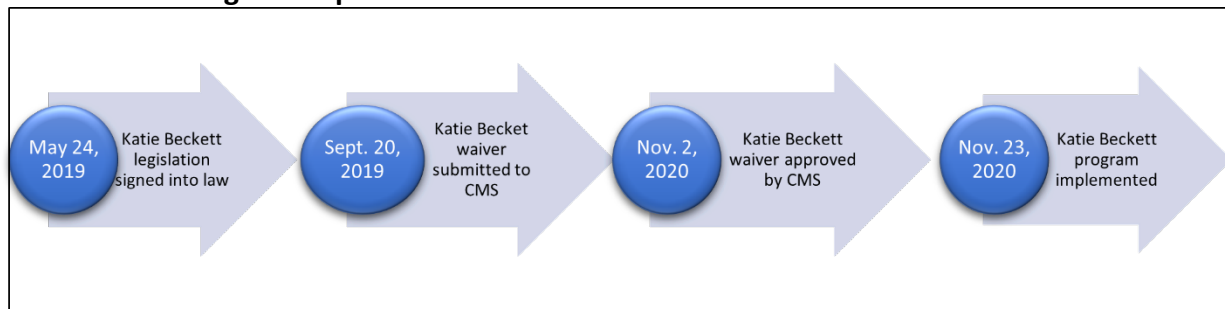 May 24,
2019
Katie Beckett
legislation
signed into law
Sept. 20,
2019
Katie Becket
waiver
submitted to
CMS
Nov. 2,
2020
Katie Beckett
waiver approved
by CMS
Nov. 23,
2020
Katie Beckett
program
implemented